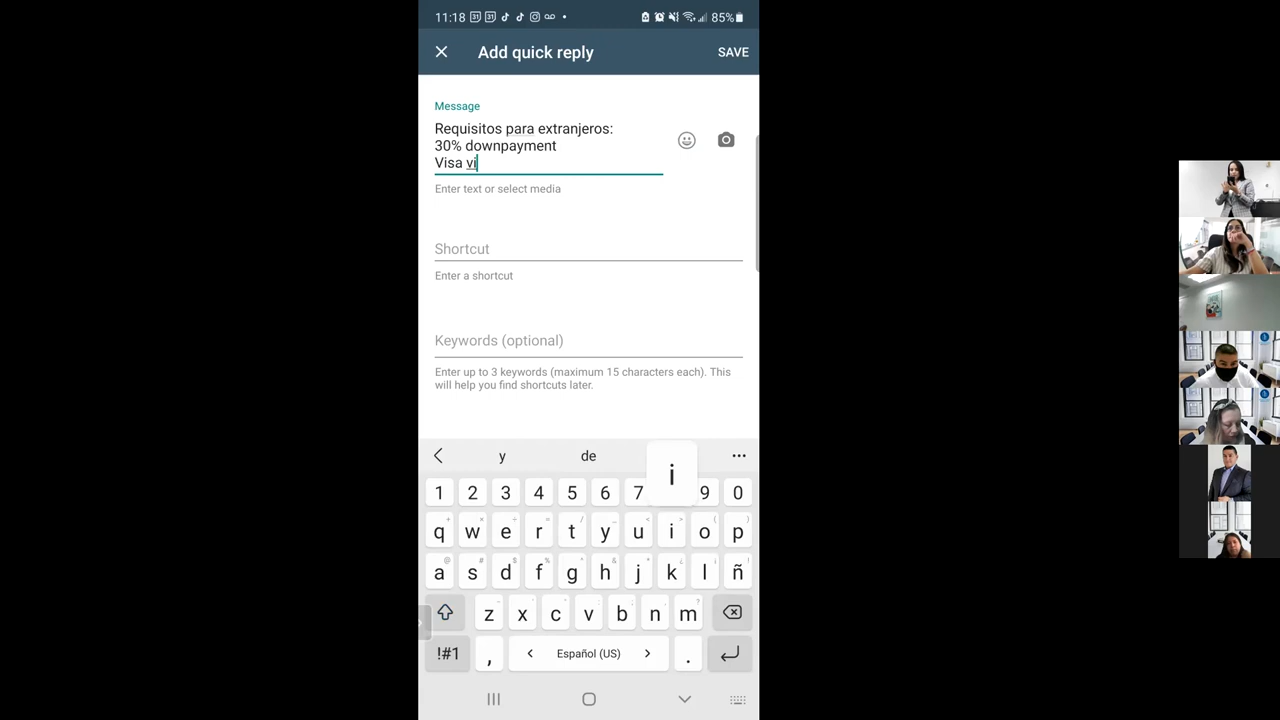 11:18 31 31 85%
Add quick reply SAVE
Message
Requisitos para extranjeros:
30% downpayment
Visa vi
Enter text or select media
Shortcut
Enter a shortcut
Keywords (optional)
Enter up to 3 keywords (maximum 15 characters each). This
will help you find shortcuts later.
y de
i
1 2 3 4 5 6 7 9 0
q w e r t y u i o p
a s d f g h j k l ñ
z x c v b n m
!#1 , < Español (US) > .